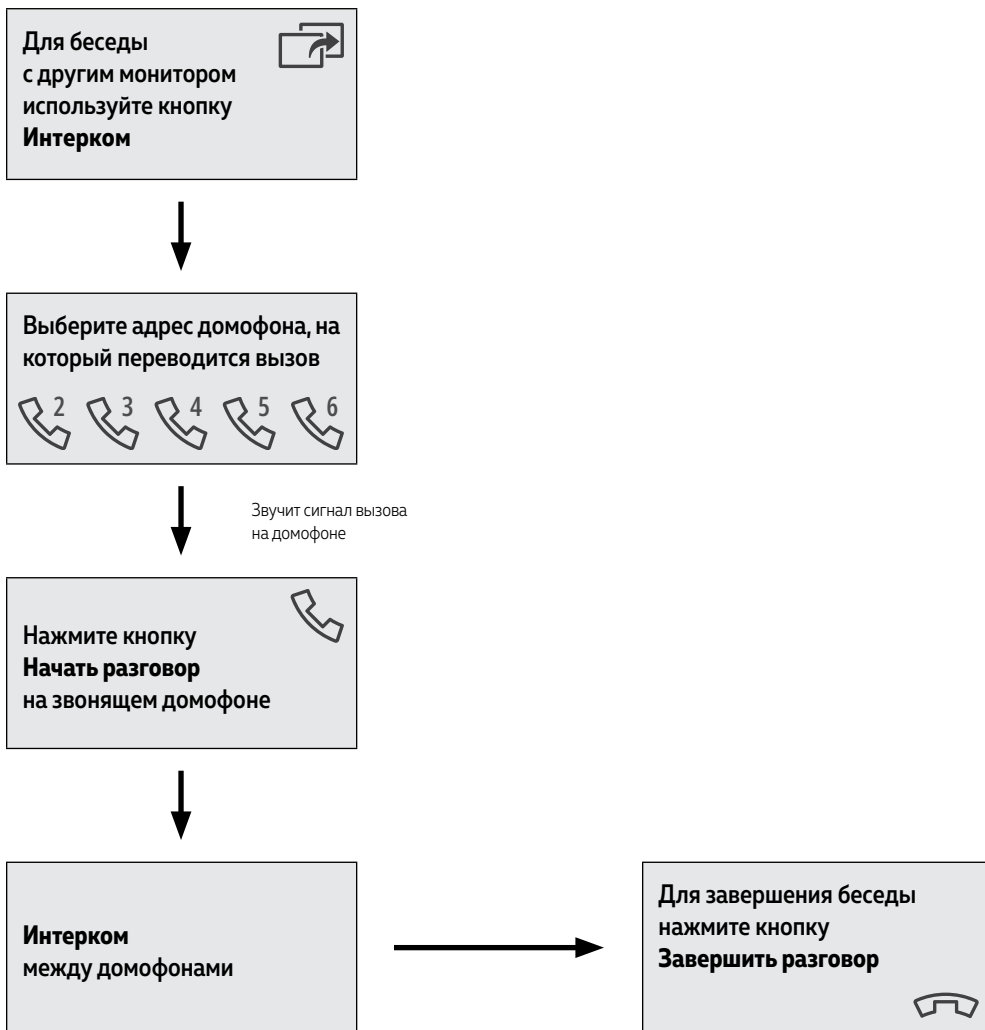 Для беседы
с другим монитором
используйте кнопку
Интерком
Выберите адрес домофона, на
который переводится вызов
2 3 4 5 6
Звучит сигнал вызова
на домофоне
Нажмите кнопку
Начать разговор
на звонящем домофоне
Интерком
между домофонами
Для завершения беседы
нажмите кнопку
Завершить разговор